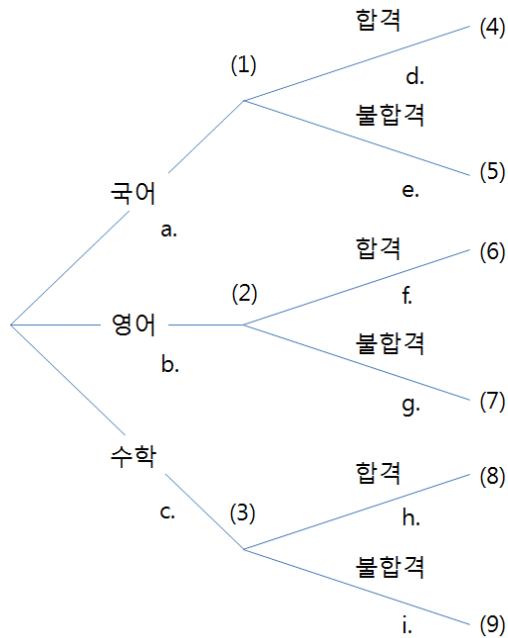 합격
(4)
(1)
d.
불합격
(5)
e.
국어
a.
합격
(6)
(2)
f.
영어
불합격
b.
g.
(7)
수학
합격
(8)
c.
(3)
h.
불합격
i.
(9)